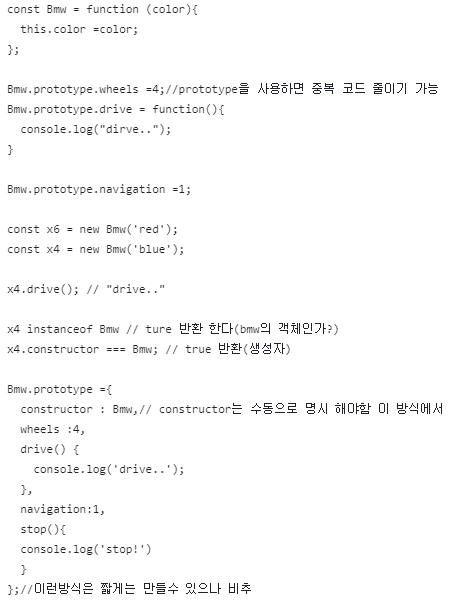 const Bmw = function (color){
  this.color =color;
};

Bmw.prototype.wheels =4;//prototype을 사용하면 중복 코드 줄이기 가능
Bmw.prototype.drive = function(){
  console.log("dirve..");
}

Bmw.prototype.navigation =1;

const x6 = new Bmw('red');
const x4 = new Bmw('blue');

x4.drive(); // "drive.."

x4 instanceof Bmw // ture 반환 한다(bmw의 객체인가?)
x4.constructor === Bmw; // true 반환(생성자)

Bmw.prototype ={
  constructor : Bmw,// constructor는 수동으로 명시 해야함 이 방식에서
  wheels :4,
  drive() {
    console.log('drive..');
  },
  navigation:1,
  stop(){
  console.log('stop!')
  }
};//이런방식은 짧게는 만들수 있으나 비추